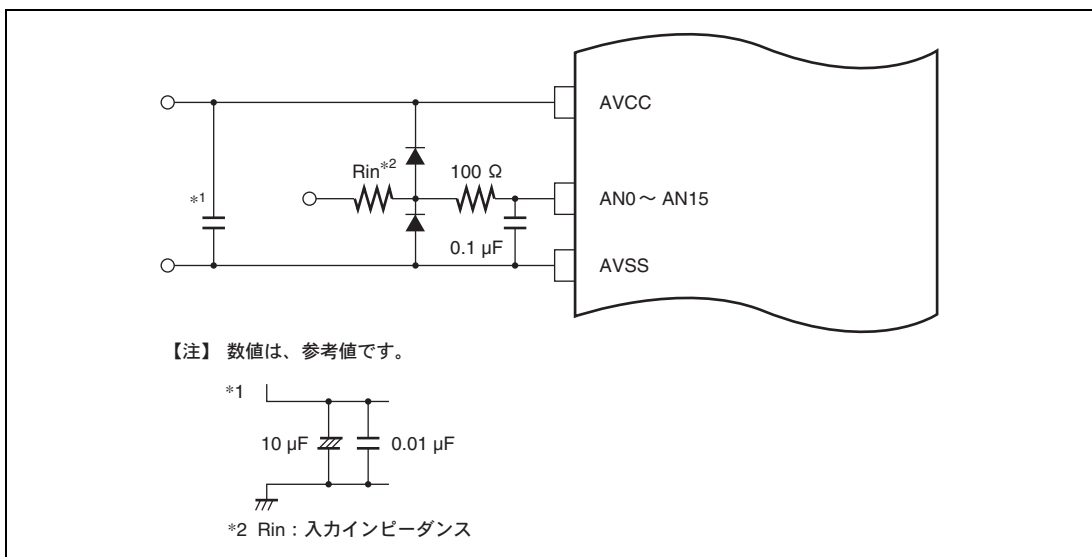 AVCC
Rin*2
100 Ω
*1
AN0～ AN15
0.1 µF
AVSS
【注】 数値は、参考値です。
*1
10 µF
0.01 µF
*2 Rin：入力インピーダンス